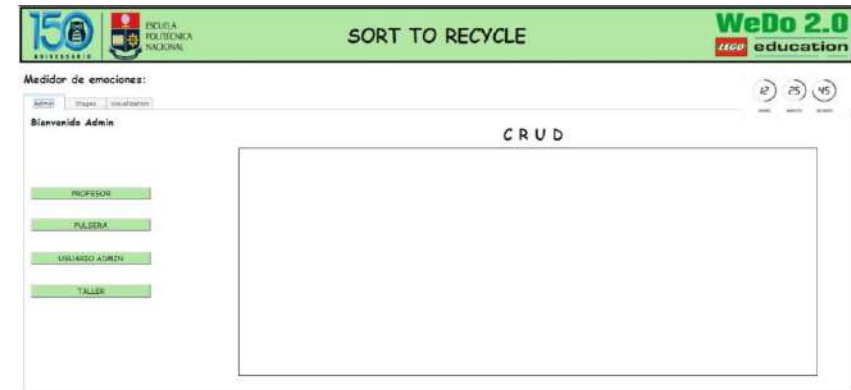 150
ANIVERSARIO
ESCUELA
POLITÉCNICA
NACIONAL
SORT TO RECYCLE
WeDo 2.0
LEGO education
Medidor de emociones:
12 25 45
Admin Stages Visualization
Bienvenido Admin
CRUD
PROFESOR
PULSERA
USUARIO ADMIN
TALLER